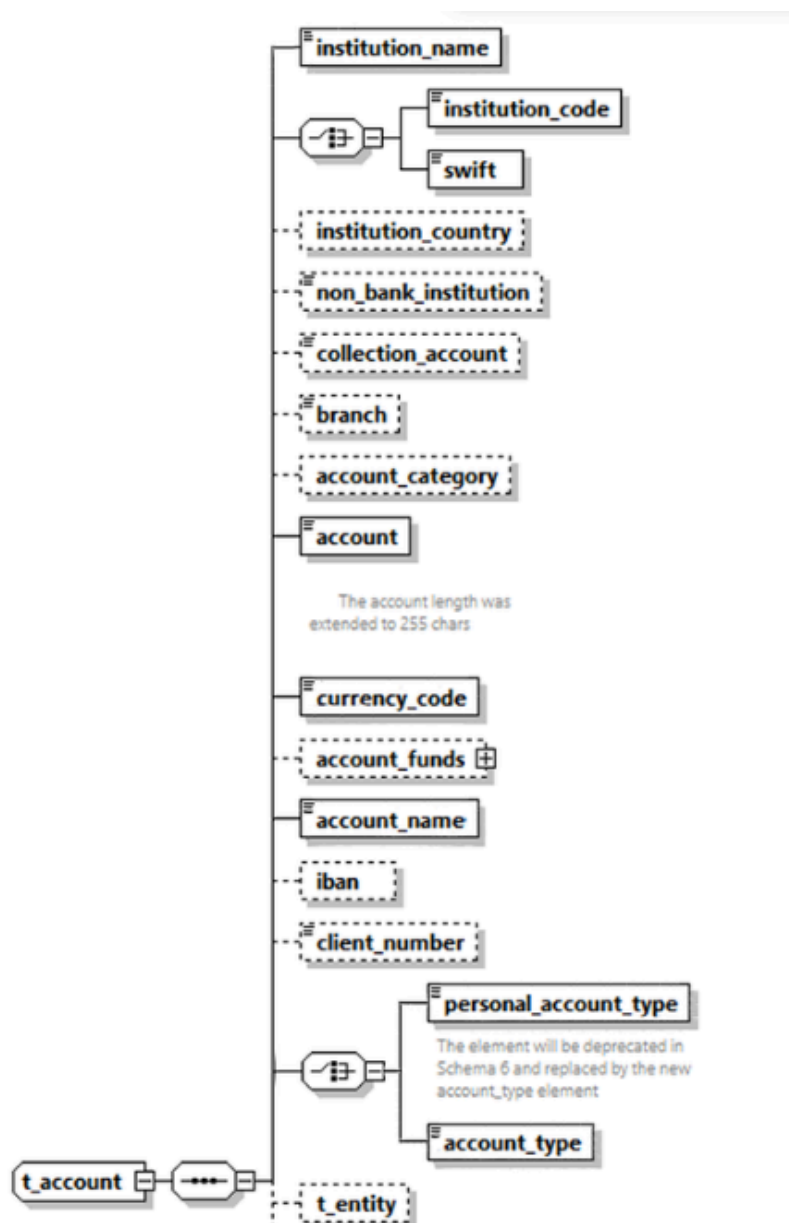 institution_name
institution_code
swift
institution_country
non_bank_institution
collection_account
branch
account_category
account
The account length was
extended to 255 chars
currency_code
account_funds
account_name
iban
client_number
personal_account_type
The element will be deprecated in
Schema 6 and replaced by the new
account_type element
account_type
t_account
t_entity